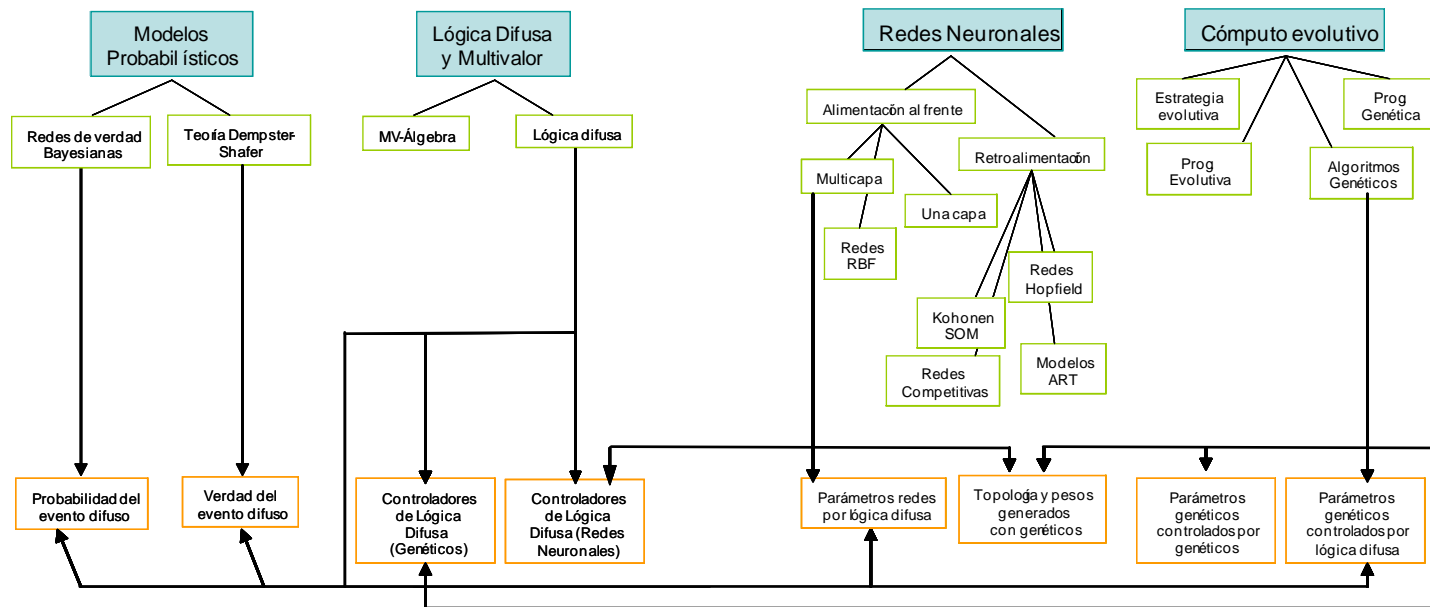 Modelos
Probabil ísticos
Lógica Difusa
y Multivalor
Redes Neuronales
Cómputo evolutivo
Redes de verdad
Bayesianas
Teoría Dempster-
Shafer
MV-Álgebra
Lógica difusa
Alimentación al frente
Multicapa
Redes
RBF
Una capa
Retroalimentación
Kohonen
SOM
Redes
Competitivas
Redes
Hopfield
Modelos
ART
Estrategia
evolutiva
Prog
Evolutiva
Prog
Genética
Algoritmos
Genéticos
Probabilidad del
evento difuso
Verdad del
evento difuso
Controladores
de Lógica
Difusa
(Genéticos)
Controladores
de Lógica
Difusa (Redes
Neuronales)
Parámetros redes
por lógica difusa
Topología y pesos
generados
con genéticos
Parámetros
genéticos
controlados por
genéticos
Parámetros
genéticos
controlados por
lógica difusa